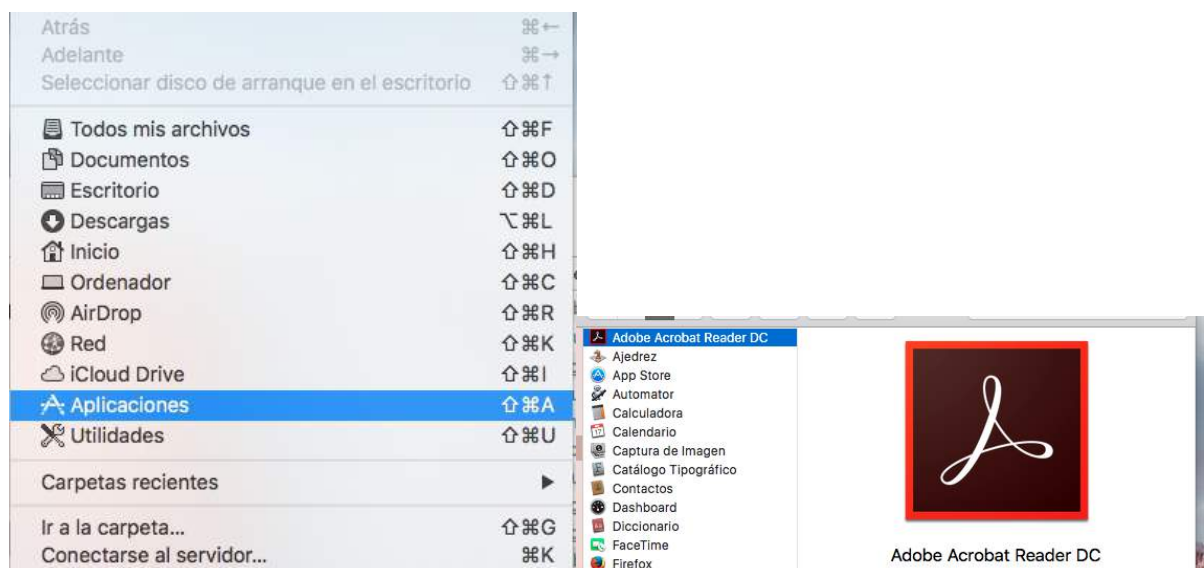 Atrás ⌘←
Adelante ⌘→
Seleccionar disco de arranque en el escritorio ⇧⌘↑
Todos mis archivos ⇧⌘F
Documentos ⇧⌘O
Escritorio ⇧⌘D
Descargas ⌥⌘L
Inicio ⇧⌘H
Ordenador ⇧⌘C
AirDrop ⇧⌘R
Red ⇧⌘K
iCloud Drive ⇧⌘I
Aplicaciones ⇧⌘A
Utilidades ⇧⌘U
Carpetas recientes ▶
Ir a la carpeta... ⇧⌘G
Conectarse al servidor... ⌘K
Adobe Acrobat Reader DC
Ajedrez
App Store
Automator
Calculadora
Calendario
Captura de Imagen
Catálogo Tipográfico
Contactos
Dashboard
Diccionario
FaceTime
Firefox
Adobe Acrobat Reader DC